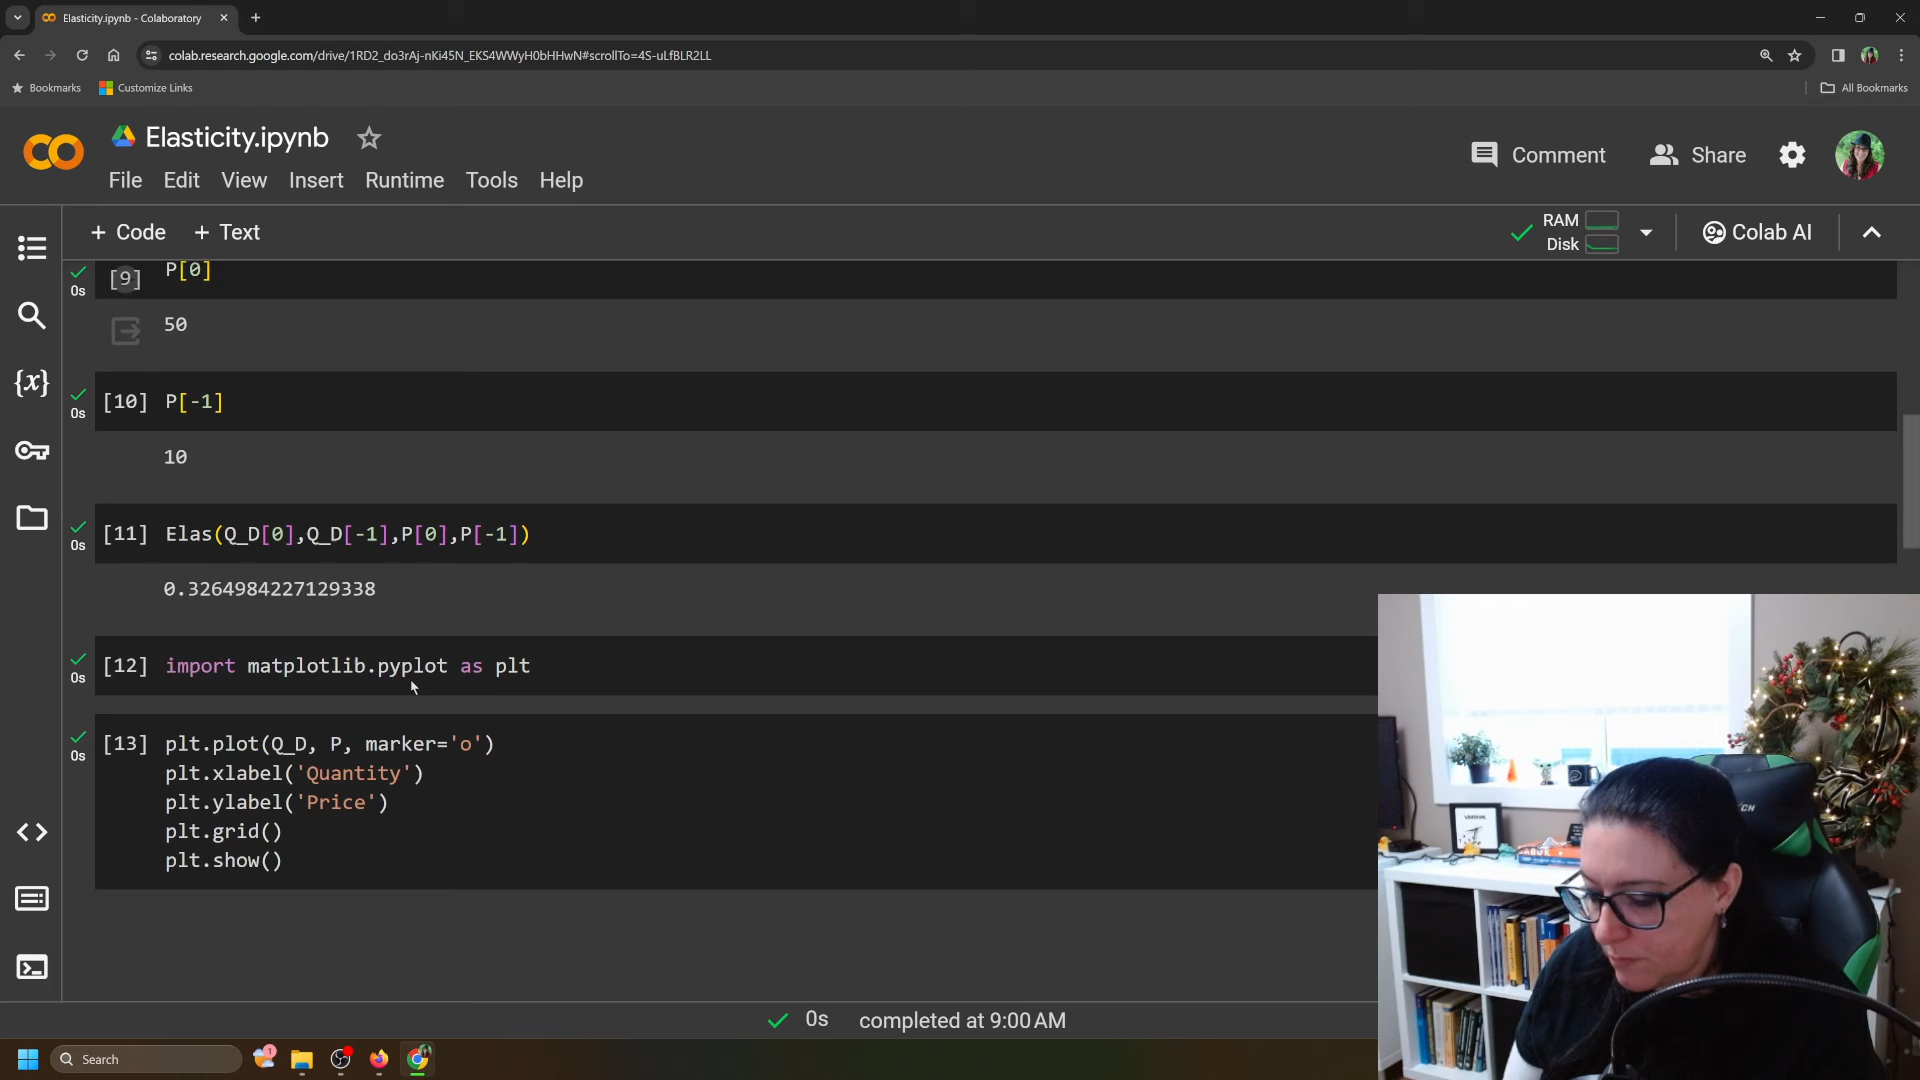 Elasticity.ipynb - Colaboratory
colab.research.google.com/drive/1RD2_do3rAj-nKi45N_EKS4WWyH0bHHwN#scrollTo=4S-uLfBLR2LL
Bookmarks
Customize Links
All Bookmarks
Elasticity.ipynb
File Edit View Insert Runtime Tools Help
Comment
Share
+ Code + Text
RAM
Disk
Colab AI
{x}
[9] P[0]
0s
50
[10] P[-1]
0s
10
[11] Elas(Q_D[0],Q_D[-1],P[0],P[-1])
0s
0.3264984227129338
[12] import matplotlib.pyplot as plt
0s
[13] plt.plot(Q_D, P, marker='o')
0s
plt.xlabel('Quantity')
plt.ylabel('Price')
plt.grid()
plt.show()
0s completed at 9:00 AM
Search
1